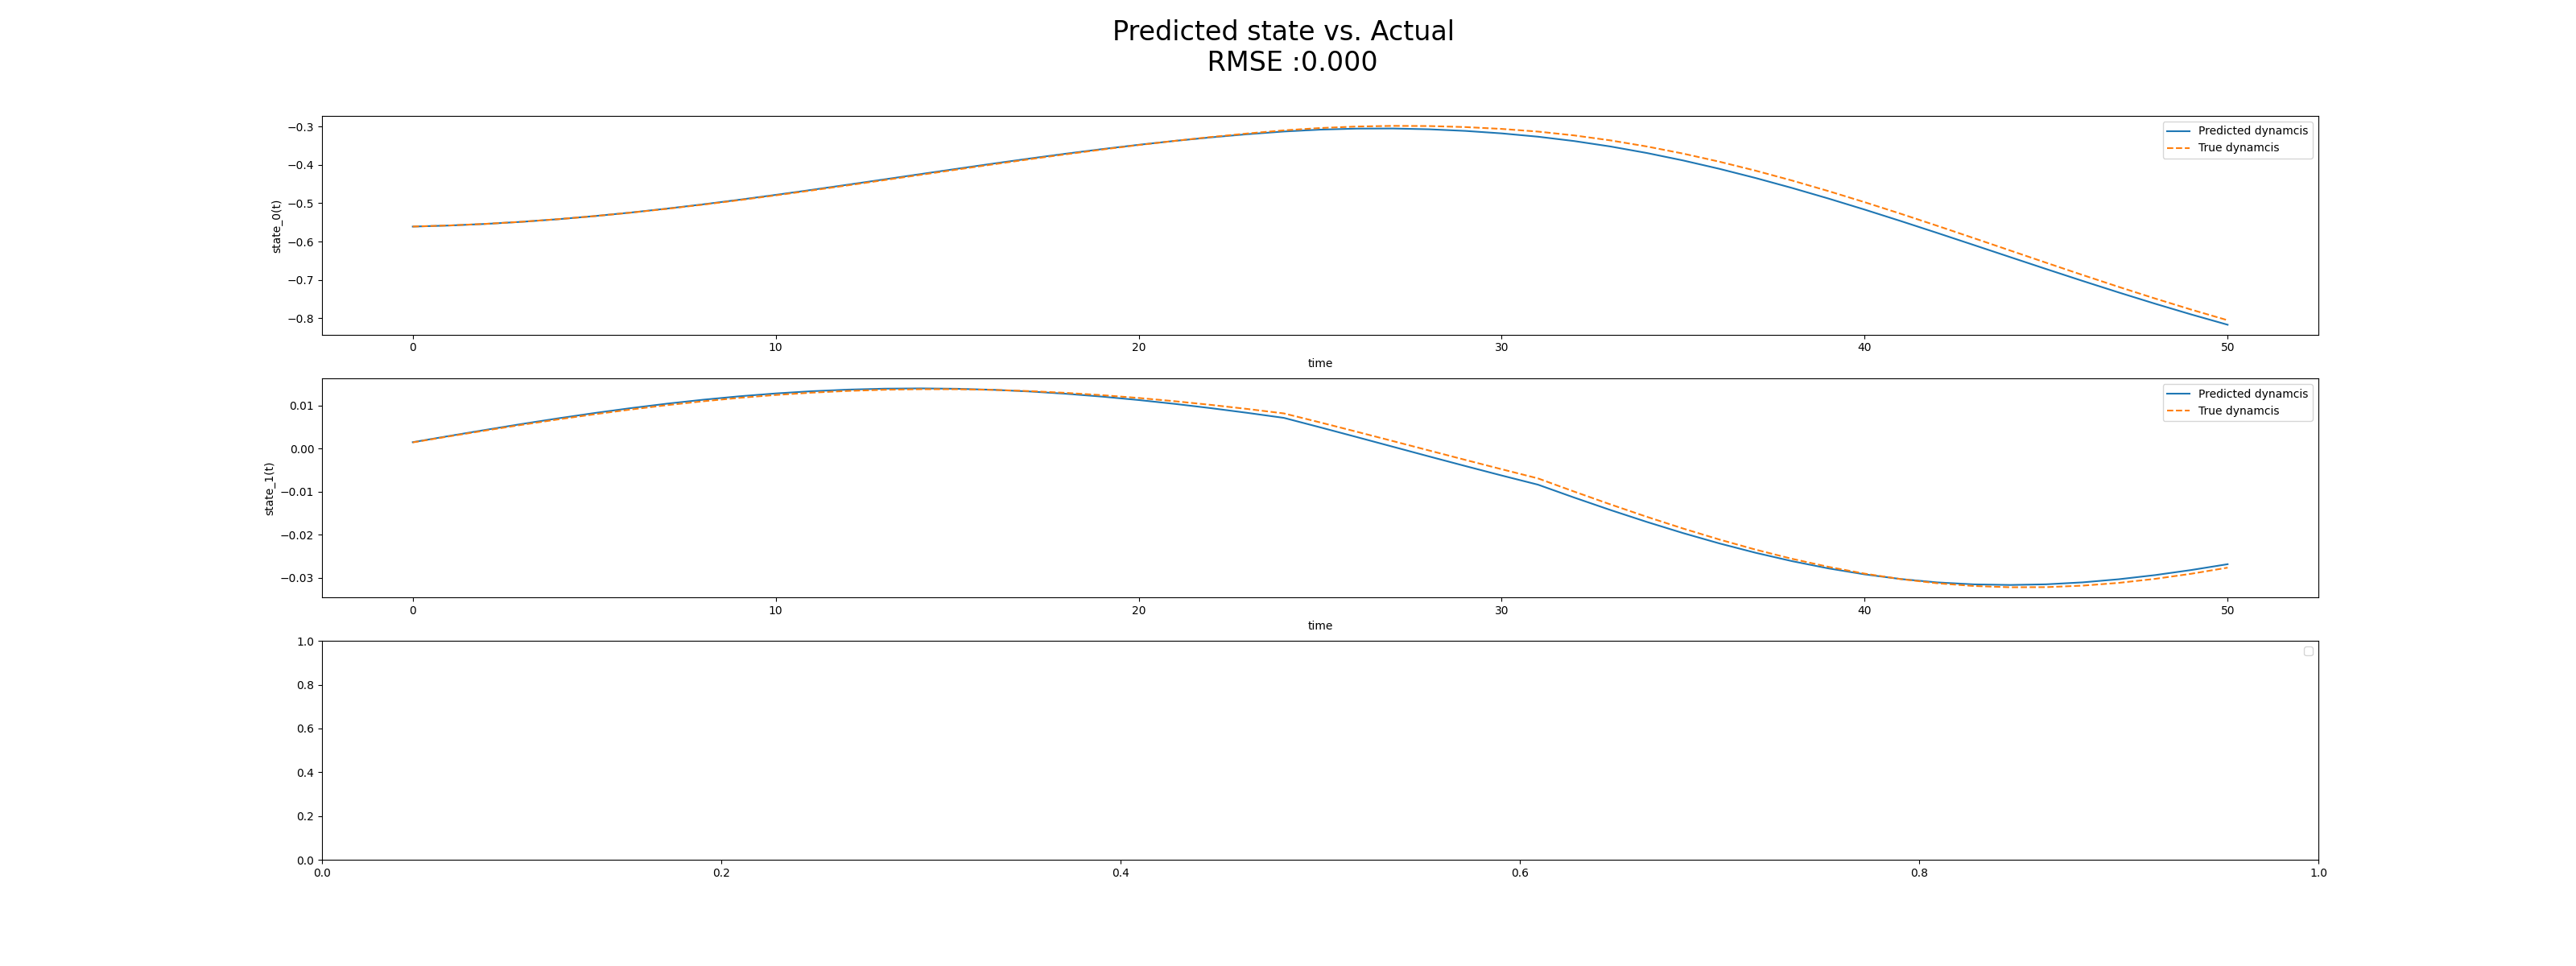 Predicted state vs. Actual
RMSE :0.000
−0.3
−0.4
−0.5
−0.6
−0.7
−0.8
state_0(t)
Predicted dynamcis
True dynamcis
0 10 20 30 40 50
time
0.01
0.00
−0.01
−0.02
−0.03
state_1(t)
Predicted dynamcis
True dynamcis
0 10 20 30 40 50
time
1.0
0.8
0.6
0.4
0.2
0.0
0.0 0.2 0.4 0.6 0.8 1.0